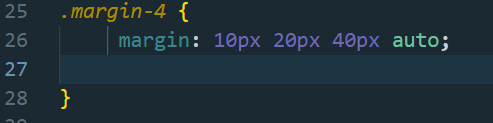 25 .margin-4 {
26 margin: 10px 20px 40px auto;
27
28 }